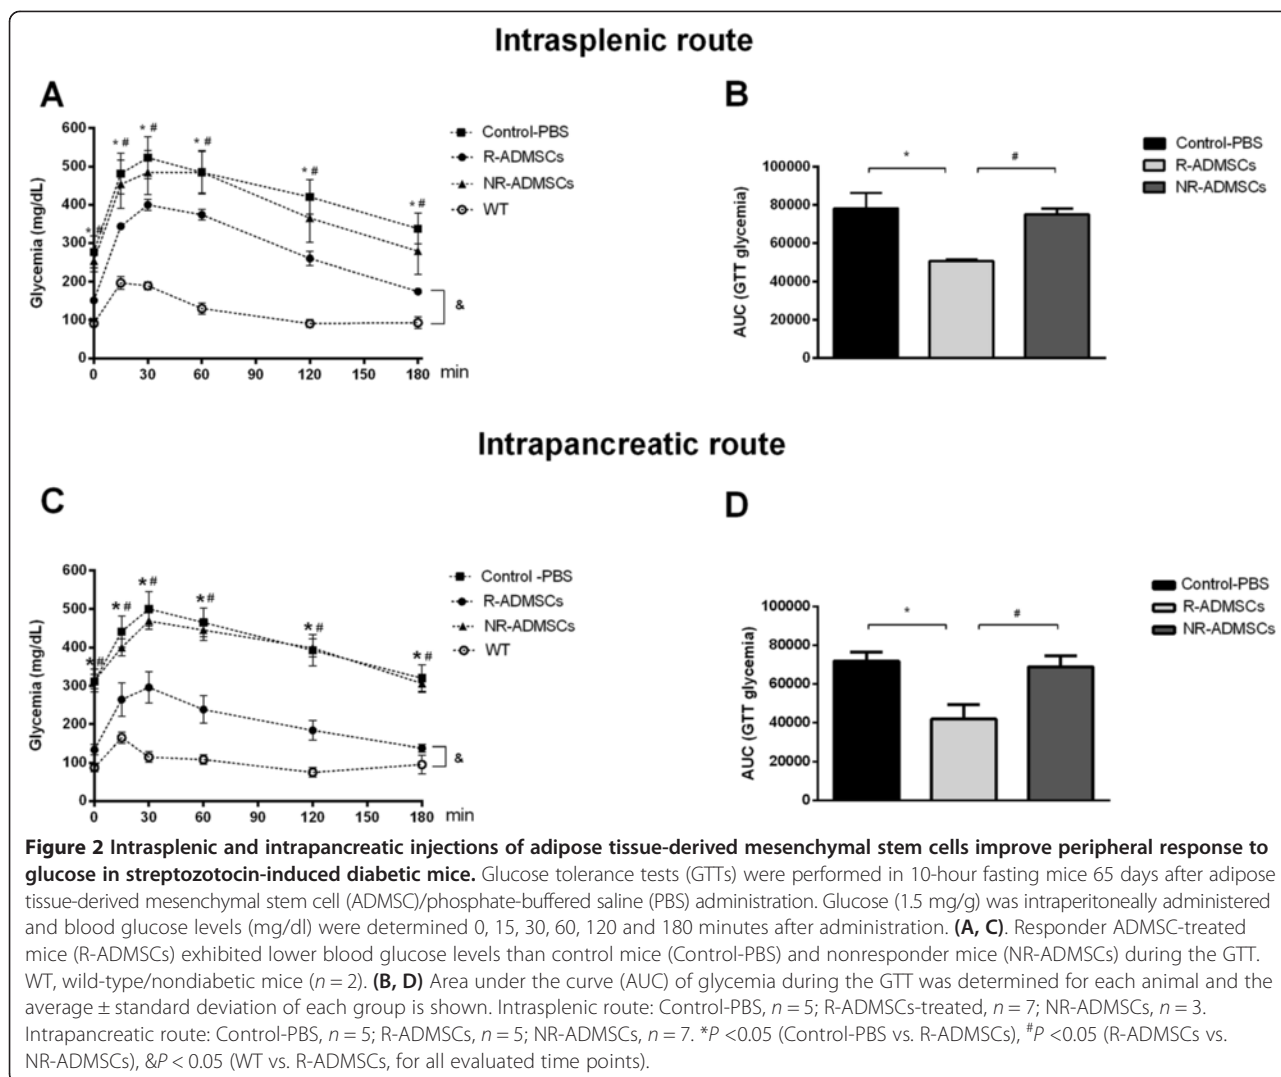 Intrasplenic route
A
B
600
500
400
300
200
100
0
Glycemia (mg/dL)
* #
* #
* #
* #
* #
* #
0
30
60
90
120
150
180
min
Control-PBS
R-ADMSCs
NR-ADMSCs
WT
&
100000
80000
60000
40000
20000
0
AUC (GTT glycemia)
*
#
Control-PBS
R-ADMSCs
NR-ADMSCs
Intrapancreatic route
C
D
600
500
400
300
200
100
0
Glycemia (mg/dL)
*#
*#
*#
*#
*#
*#
0
30
60
90
120
150
180
min
Control -PBS
R-ADMSCs
NR-ADMSCs
WT
&
100000
80000
60000
40000
20000
0
AUC (GTT glycemia)
*
#
Control-PBS
R-ADMSCs
NR-ADMSCs
Figure 2 Intrasplenic and intrapancreatic injections of adipose tissue-derived mesenchymal stem cells improve peripheral response to
glucose in streptozotocin-induced diabetic mice. Glucose tolerance tests (GTTs) were performed in 10-hour fasting mice 65 days after adipose
tissue-derived mesenchymal stem cell (ADMSC)/phosphate-buffered saline (PBS) administration. Glucose (1.5 mg/g) was intraperitoneally administered
and blood glucose levels (mg/dl) were determined 0, 15, 30, 60, 120 and 180 minutes after administration. (A, C). Responder ADMSC-treated
mice (R-ADMSCs) exhibited lower blood glucose levels than control mice (Control-PBS) and nonresponder mice (NR-ADMSCs) during the GTT.
WT, wild-type/nondiabetic mice (n = 2). (B, D) Area under the curve (AUC) of glycemia during the GTT was determined for each animal and the
average ± standard deviation of each group is shown. Intrasplenic route: Control-PBS, n = 5; R-ADMSCs-treated, n = 7; NR-ADMSCs, n = 3.
Intrapancreatic route: Control-PBS, n = 5; R-ADMSCs, n = 5; NR-ADMSCs, n = 7. *P <0.05 (Control-PBS vs. R-ADMSCs), #P <0.05 (R-ADMSCs vs.
NR-ADMSCs), &P < 0.05 (WT vs. R-ADMSCs, for all evaluated time points).